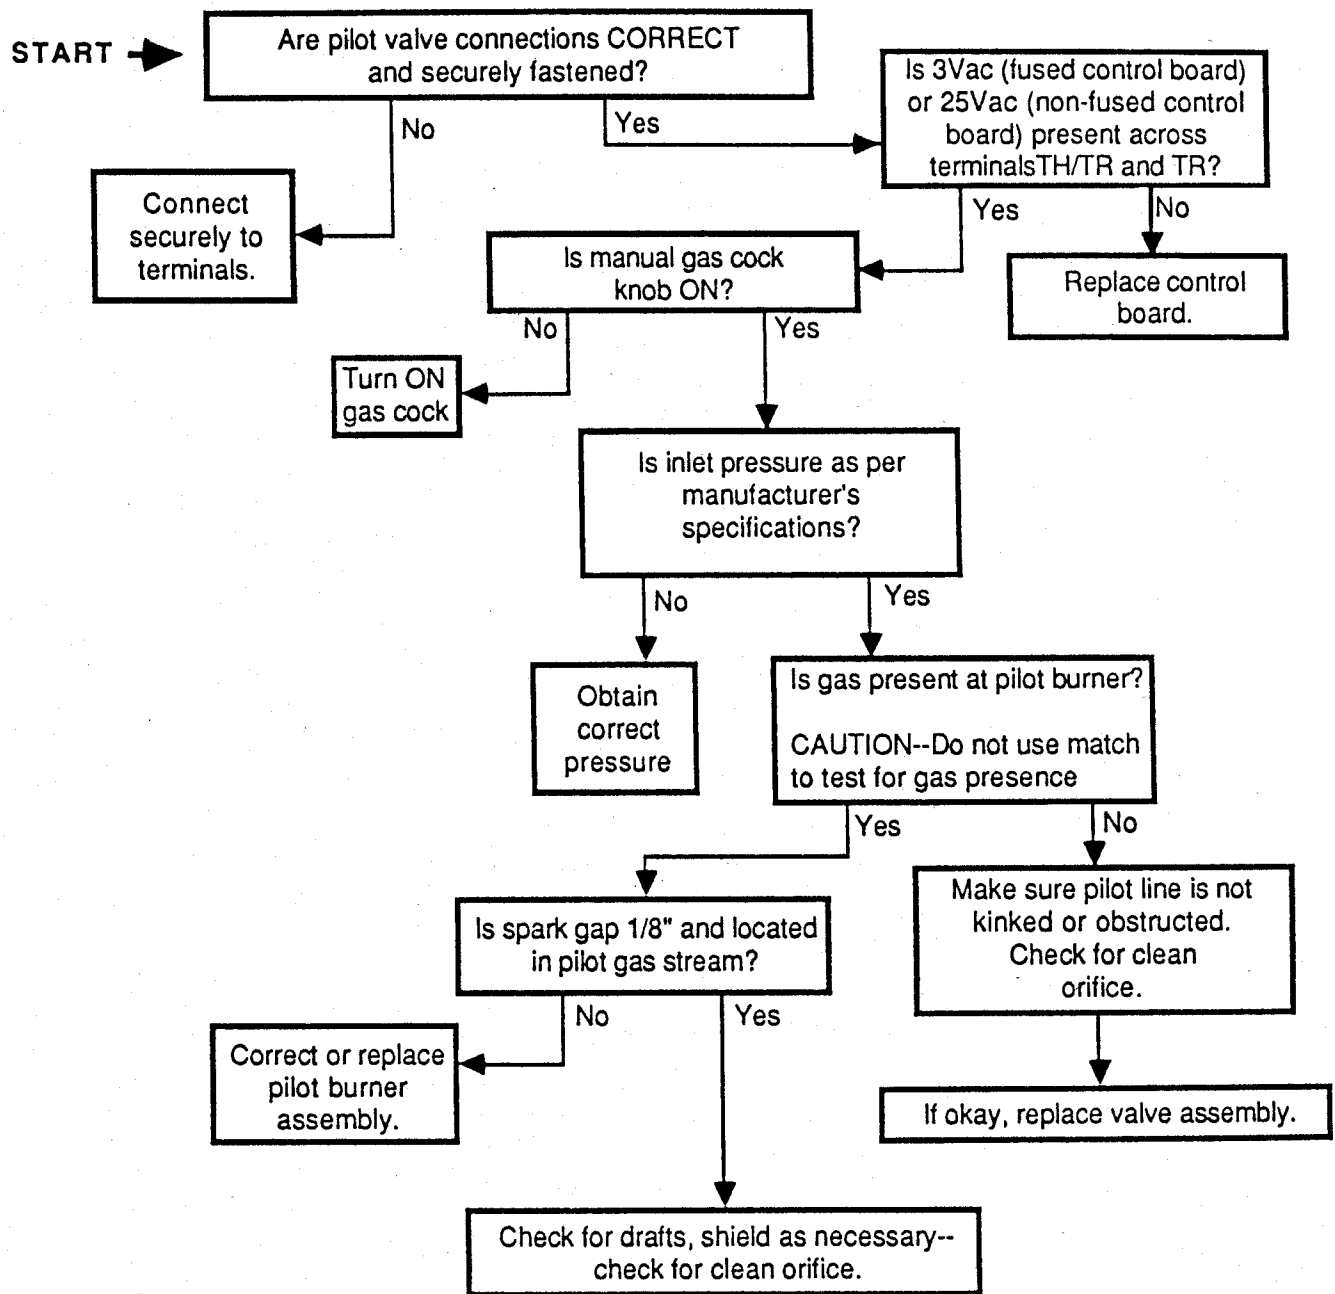 START
Are pilot valve connections CORRECT
and securely fastened?
No
Yes
Is 3Vac (fused control board)
or 25Vac (non-fused control
board) present across
terminalsTH/TR and TR?
Connect
securely to
terminals.
Yes
No
Is manual gas cock
knob ON?
Replace control
board.
No
Yes
Turn ON
gas cock
Is inlet pressure as per
manufacturer's
specifications?
No
Yes
Obtain
correct
pressure
Is gas present at pilot burner?
CAUTION--Do not use match
to test for gas presence
Yes
No
Is spark gap 1/8" and located
in pilot gas stream?
Make sure pilot line is not
kinked or obstructed.
Check for clean
orifice.
No
Yes
Correct or replace
pilot burner
assembly.
If okay, replace valve assembly.
Check for drafts, shield as necessary--
check for clean orifice.